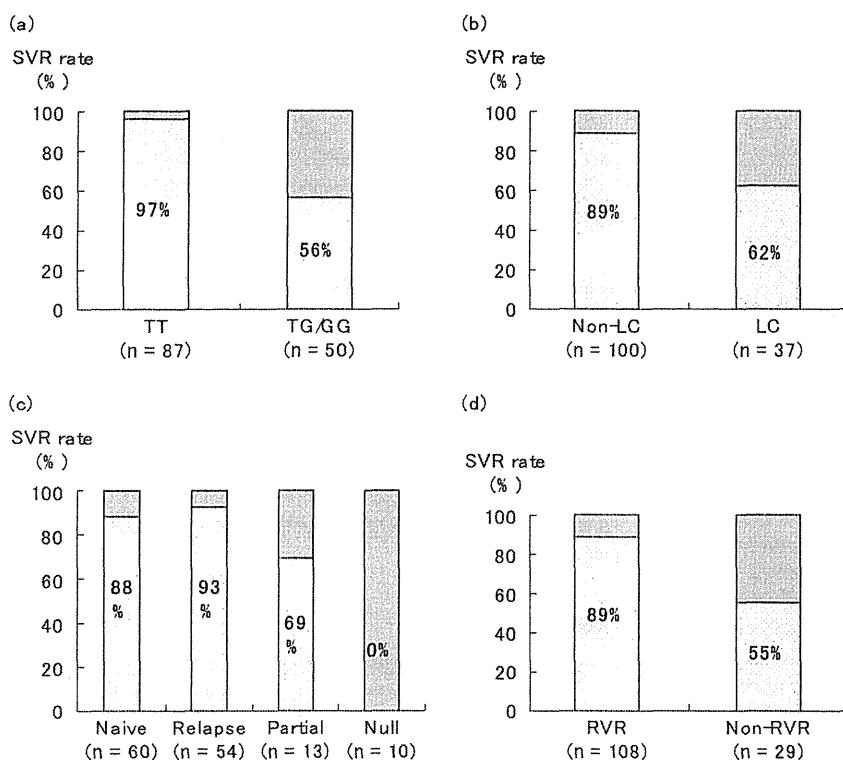 (a)
SVR rate
(%)
100
80
60
40
20
0
97%
56%
TT
TG/GG
(n = 87)
(n = 50)
(b)
SVR rate
(%)
100
80
60
40
20
0
89%
62%
Non-LC
LC
(n = 100)
(n = 37)
(c)
SVR rate
(%)
100
80
60
40
20
0
88
%
93
%
69
%
0%
Naive
Relapse
Partial
Null
(n = 60)
(n = 54)
(n = 13)
(n = 10)
(d)
SVR rate
(%)
100
80
60
40
20
0
89%
55%
RVR
Non-RVR
(n = 108)
(n = 29)